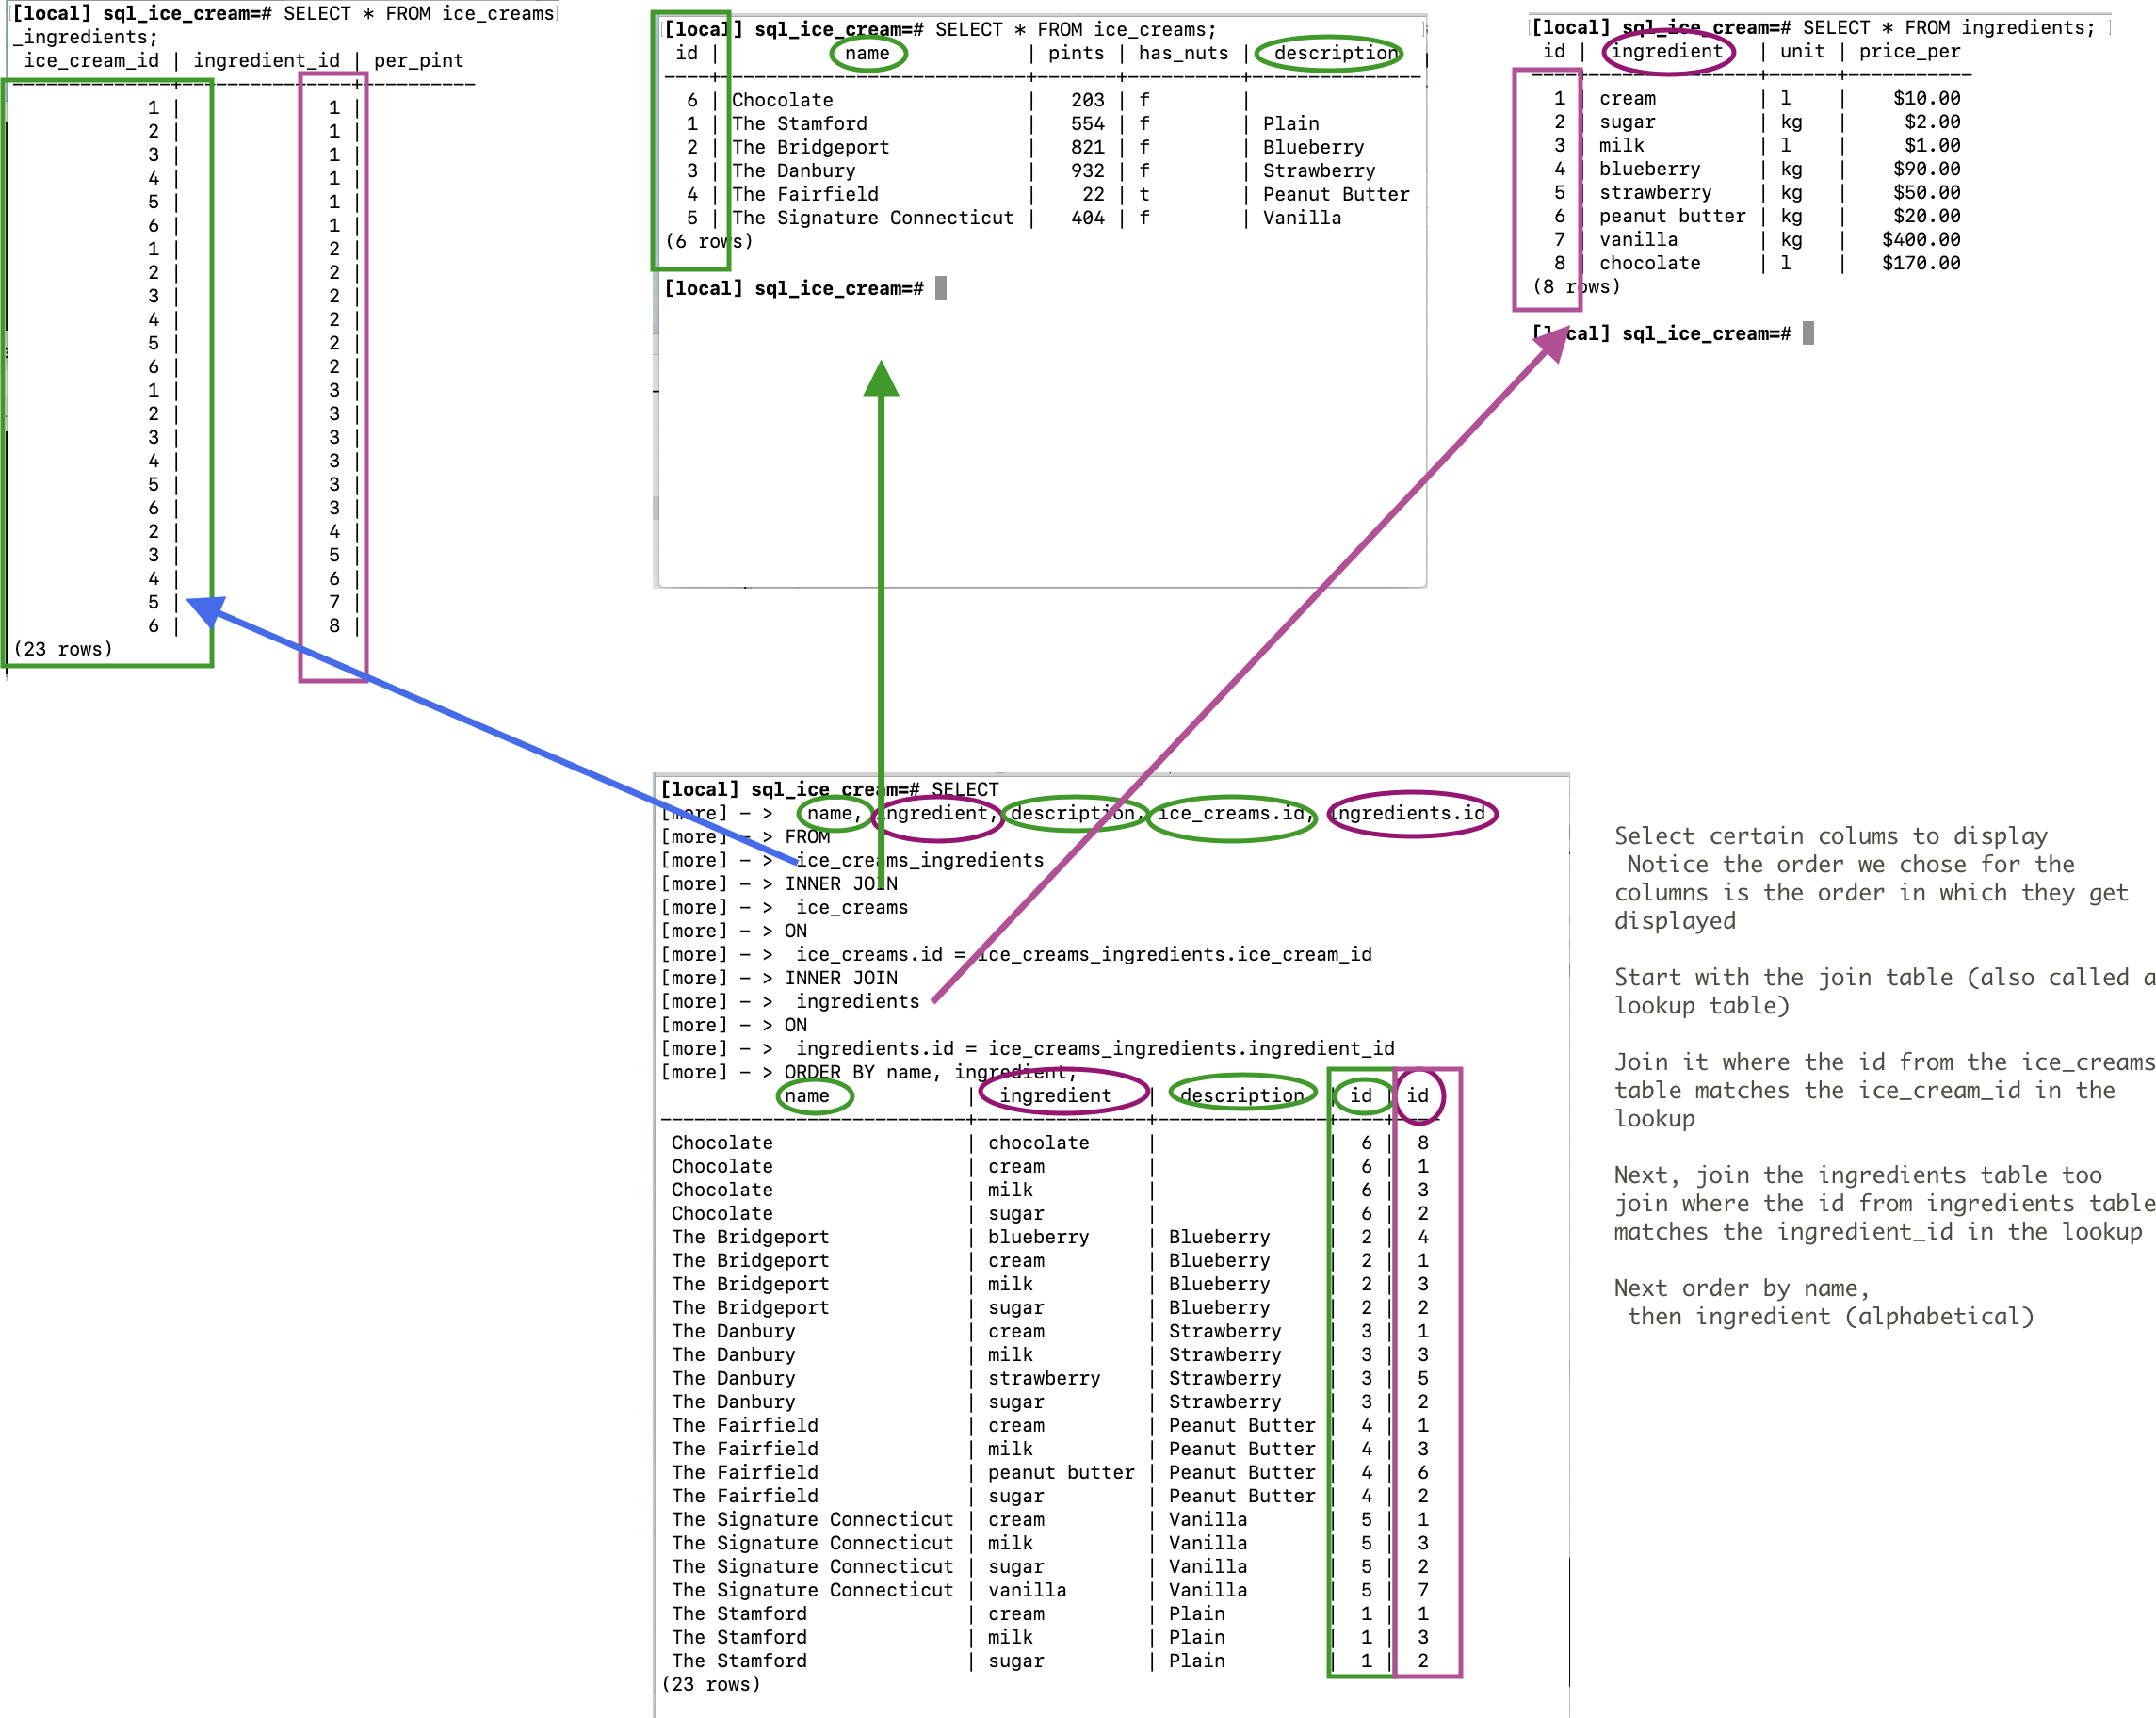 [local] sql_ice_cream=# SELECT * FROM ice_creams
_ingredients;
 ice_cream_id | ingredient_id | per_pint
--------------+---------------+----------
            1 |             1 |
            2 |             1 |
            3 |             1 |
            4 |             1 |
            5 |             1 |
            6 |             1 |
            1 |             2 |
            2 |             2 |
            3 |             2 |
            4 |             2 |
            5 |             2 |
            6 |             2 |
            1 |             3 |
            2 |             3 |
            3 |             3 |
            4 |             3 |
            5 |             3 |
            6 |             3 |
            2 |             4 |
            3 |             5 |
            4 |             6 |
            5 |             7 |
            6 |             8 |
(23 rows)
[local] sql_ice_cream=# SELECT * FROM ice_creams;
 id | name | pints | has_nuts | description
----+--------------------------+-------+----------+---------------
 6 | Chocolate | 203 | f |
 1 | The Stamford | 554 | f | Plain
 2 | The Bridgeport | 821 | f | Blueberry
 3 | The Danbury | 932 | f | Strawberry
 4 | The Fairfield | 22 | t | Peanut Butter
 5 | The Signature Connecticut | 404 | f | Vanilla
(6 rows)
[local] sql_ice_cream=#
[local] sql_ice_cream=# SELECT * FROM ingredients;
 id | ingredient | unit | price_per
----+---------------+------+-----------
 1 | cream | l | $10.00
 2 | sugar | kg | $2.00
 3 | milk | l | $1.00
 4 | blueberry | kg | $90.00
 5 | strawberry | kg | $50.00
 6 | peanut butter | kg | $20.00
 7 | vanilla | kg | $400.00
 8 | chocolate | l | $170.00
(8 rows)
[local] sql_ice_cream=#
[local] sql_ice_cream=# SELECT
[more] - >   name, ingredient, description, ice_creams.id, ingredients.id
[more] - > FROM
[more] - >  ice_creams_ingredients
[more] - > INNER JOIN
[more] - >  ice_creams
[more] - > ON
[more] - >  ice_creams.id = ice_creams_ingredients.ice_cream_id
[more] - > INNER JOIN
[more] - >  ingredients
[more] - > ON
[more] - >  ingredients.id = ice_creams_ingredients.ingredient_id
[more] - > ORDER BY name, ingredient;
 name | ingredient | description | id | id
---------------------------+---------------+---------------+----+----
 Chocolate | chocolate | | 6 | 8
 Chocolate | cream | | 6 | 1
 Chocolate | milk | | 6 | 3
 Chocolate | sugar | | 6 | 2
 The Bridgeport | blueberry | Blueberry | 2 | 4
 The Bridgeport | cream | Blueberry | 2 | 1
 The Bridgeport | milk | Blueberry | 2 | 3
 The Bridgeport | sugar | Blueberry | 2 | 2
 The Danbury | cream | Strawberry | 3 | 1
 The Danbury | milk | Strawberry | 3 | 3
 The Danbury | strawberry | Strawberry | 3 | 5
 The Danbury | sugar | Strawberry | 3 | 2
 The Fairfield | cream | Peanut Butter | 4 | 1
 The Fairfield | milk | Peanut Butter | 4 | 3
 The Fairfield | peanut butter | Peanut Butter | 4 | 6
 The Fairfield | sugar | Peanut Butter | 4 | 2
 The Signature Connecticut | cream | Vanilla | 5 | 1
 The Signature Connecticut | milk | Vanilla | 5 | 3
 The Signature Connecticut | sugar | Vanilla | 5 | 2
 The Signature Connecticut | vanilla | Vanilla | 5 | 7
 The Stamford | cream | Plain | 1 | 1
 The Stamford | milk | Plain | 1 | 3
 The Stamford | sugar | Plain | 1 | 2
(23 rows)
Select certain colums to display
 Notice the order we chose for the
columns is the order in which they get
displayed
Start with the join table (also called a
lookup table)
Join it where the id from the ice_creams
table matches the ice_cream_id in the
lookup
Next, join the ingredients table too
join where the id from ingredients table
matches the ingredient_id in the lookup
Next order by name,
 then ingredient (alphabetical)